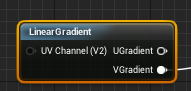 LinearGradient
UV Channel (V2) UGradient
VGradient